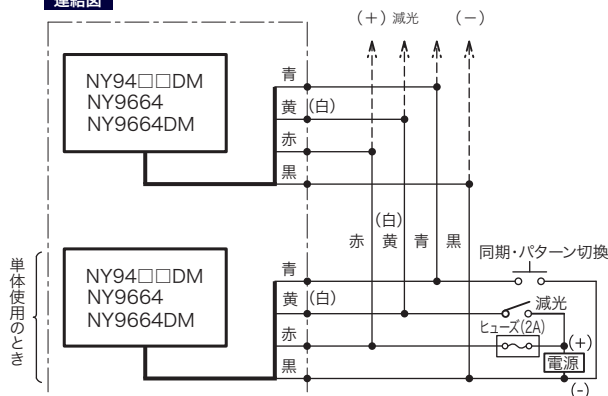 連結図
(+) 減光 (−)
NY94□□DM
NY9664
NY9664DM
青
黄 (白)
赤
黒
(白)
赤 黄 青 黒
同期・パターン切換
単体使用のとき
NY94□□DM
NY9664
NY9664DM
青
黄 (白)
赤
黒
減光
ヒューズ(2A)
(+)
電源
(-)